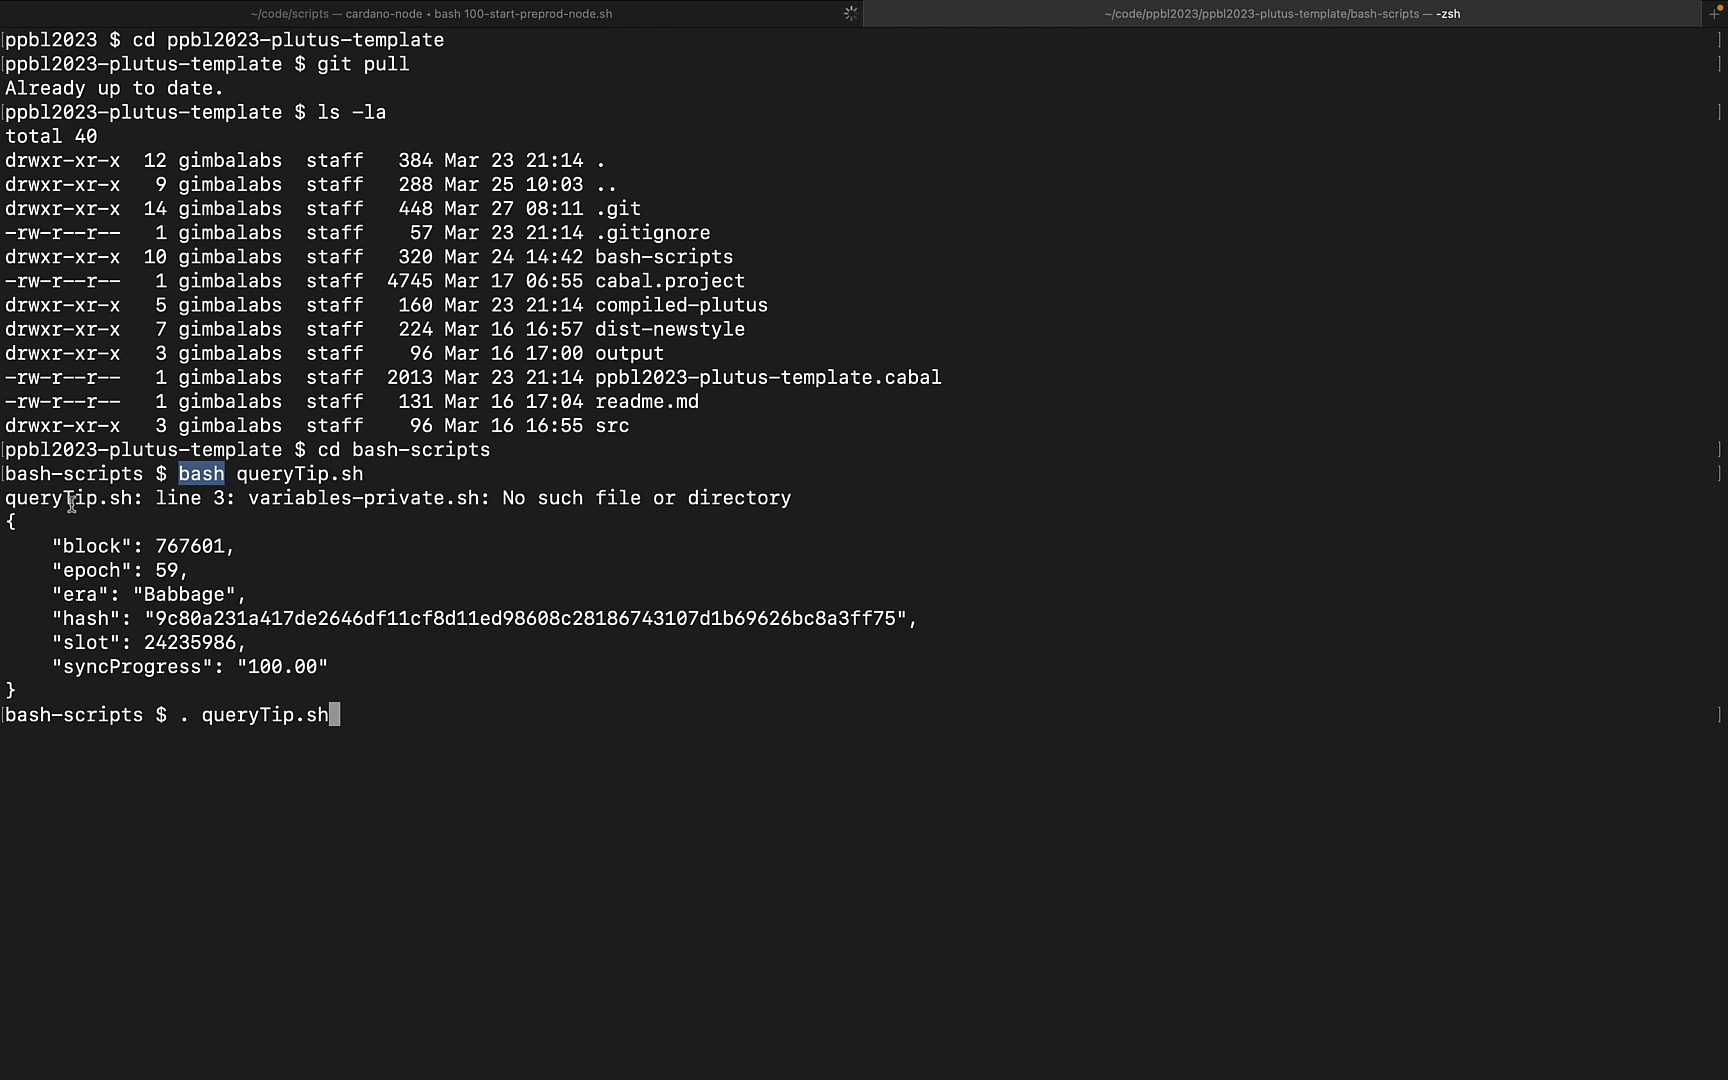 ~/code/scripts — cardano-node • bash 100-start-preprod-node.sh
~/code/ppbl2023/ppbl2023-plutus-template/bash-scripts — -zsh
[ppbl2023 $ cd ppbl2023-plutus-template ]
[ppbl2023-plutus-template $ git pull ]
Already up to date.
[ppbl2023-plutus-template $ ls -la ]
total 40
drwxr-xr-x  12 gimbalabs  staff   384 Mar 23 21:14 .
drwxr-xr-x   9 gimbalabs  staff   288 Mar 25 10:03 ..
drwxr-xr-x  14 gimbalabs  staff   448 Mar 27 08:11 .git
-rw-r--r--   1 gimbalabs  staff    57 Mar 23 21:14 .gitignore
drwxr-xr-x  10 gimbalabs  staff   320 Mar 24 14:42 bash-scripts
-rw-r--r--   1 gimbalabs  staff  4745 Mar 17 06:55 cabal.project
drwxr-xr-x   5 gimbalabs  staff   160 Mar 23 21:14 compiled-plutus
drwxr-xr-x   7 gimbalabs  staff   224 Mar 16 16:57 dist-newstyle
drwxr-xr-x   3 gimbalabs  staff    96 Mar 16 17:00 output
-rw-r--r--   1 gimbalabs  staff  2013 Mar 23 21:14 ppbl2023-plutus-template.cabal
-rw-r--r--   1 gimbalabs  staff   131 Mar 16 17:04 readme.md
drwxr-xr-x   3 gimbalabs  staff    96 Mar 16 16:55 src
[ppbl2023-plutus-template $ cd bash-scripts ]
[bash-scripts $ bash queryTip.sh ]
queryTip.sh: line 3: variables-private.sh: No such file or directory
{
    "block": 767601,
    "epoch": 59,
    "era": "Babbage",
    "hash": "9c80a231a417de2646df11cf8d11ed98608c28186743107d1b69626bc8a3ff75",
    "slot": 24235986,
    "syncProgress": "100.00"
}
[bash-scripts $ . queryTip.sh ]